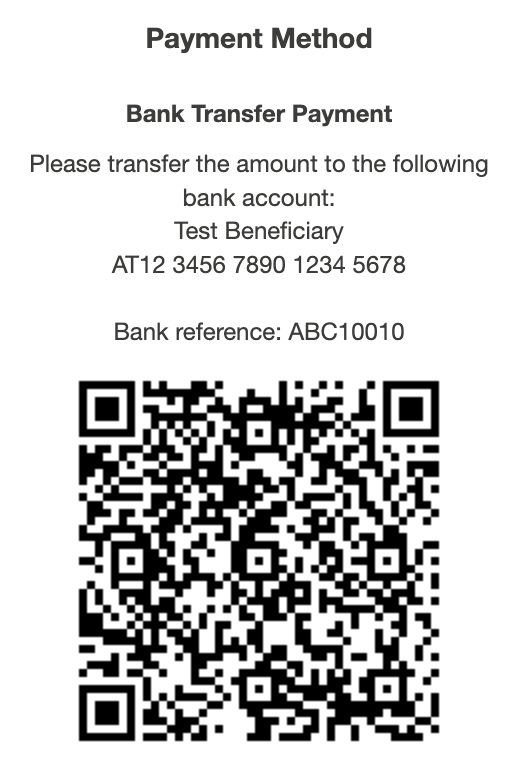 Payment Method
Bank Transfer Payment
Please transfer the amount to the following
bank account:
Test Beneficiary
AT12 3456 7890 1234 5678
Bank reference: ABC10010